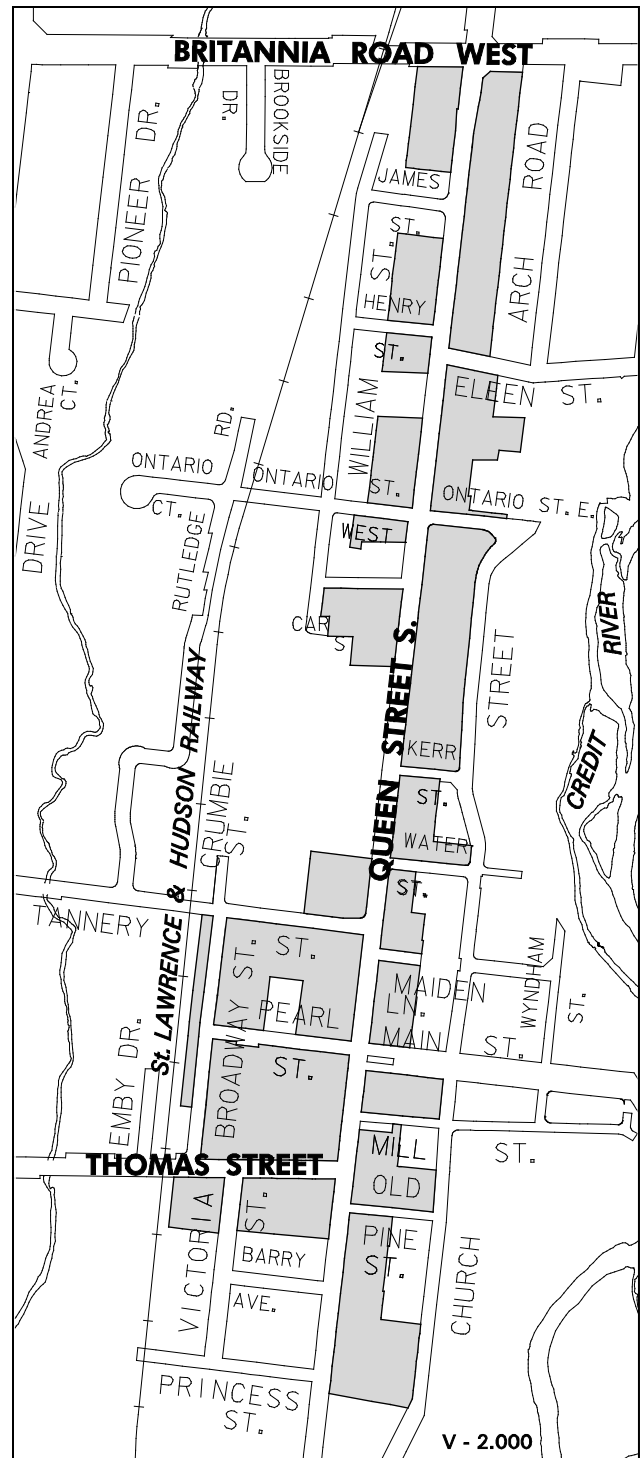 BRITANNIA ROAD WEST
PIONEER DR.
BROOKSIDE
DR.
JAMES
ST.
ARCH ROAD
HENRY
ST.
WILLIAM
ST.
ELEEN ST.
ANDREA
CT.
RD.
ONTARIO
CT.
ONTARIO
ST.
ONTARIO ST. E.
DRIVE
RUTLEDGE
WEST
CAR
S
QUEEN STREET S.
STREET
RIVER
CREDIT
KERR
ST.
WATER
ST.
CRUMBIE
ST.
St. LAWRENCE & HUDSON RAILWAY
TANNERY
ST.
BROADWAY ST.
PEARL
ST.
MAIDEN
LN.
MAIN
ST.
WYNDHAM
ST.
EMBY DR.
THOMAS STREET
MILL
ST.
OLD
PINE
ST.
VICTORIA
ST.
BARRY
AVE.
CHURCH
PRINCESS
ST.
V - 2.000